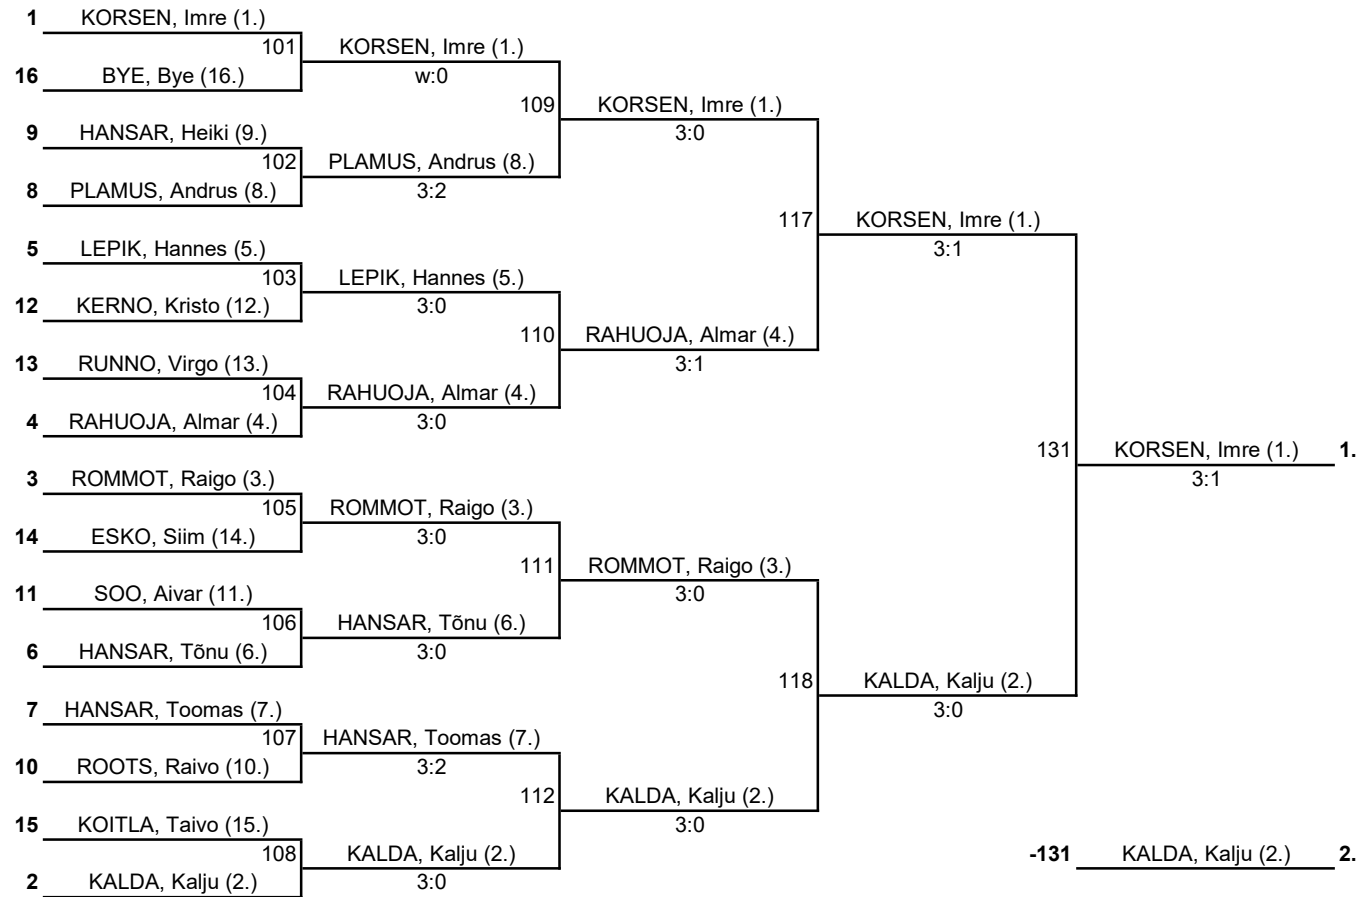 1 KORSEN, Imre (1.)
101 KORSEN, Imre (1.)
16 BYE, Bye (16.) w:0
109 KORSEN, Imre (1.)
9 HANSAR, Heiki (9.) 3:0
102 PLAMUS, Andrus (8.)
8 PLAMUS, Andrus (8.) 3:2
117 KORSEN, Imre (1.)
5 LEPIK, Hannes (5.) 3:1
103 LEPIK, Hannes (5.)
12 KERNO, Kristo (12.) 3:0
110 RAHUOJA, Almar (4.)
13 RUNNO, Virgo (13.) 3:1
104 RAHUOJA, Almar (4.)
4 RAHUOJA, Almar (4.) 3:0
131 KORSEN, Imre (1.) 1.
3 ROMMOT, Raigo (3.) 3:1
105 ROMMOT, Raigo (3.)
14 ESKO, Siim (14.) 3:0
111 ROMMOT, Raigo (3.)
11 SOO, Aivar (11.) 3:0
106 HANSAR, Tõnu (6.)
6 HANSAR, Tõnu (6.) 3:0
118 KALDA, Kalju (2.)
7 HANSAR, Toomas (7.) 3:0
107 HANSAR, Toomas (7.)
10 ROOTS, Raivo (10.) 3:2
112 KALDA, Kalju (2.)
15 KOITLA, Taivo (15.) 3:0
108 KALDA, Kalju (2.) -131 KALDA, Kalju (2.) 2.
2 KALDA, Kalju (2.) 3:0